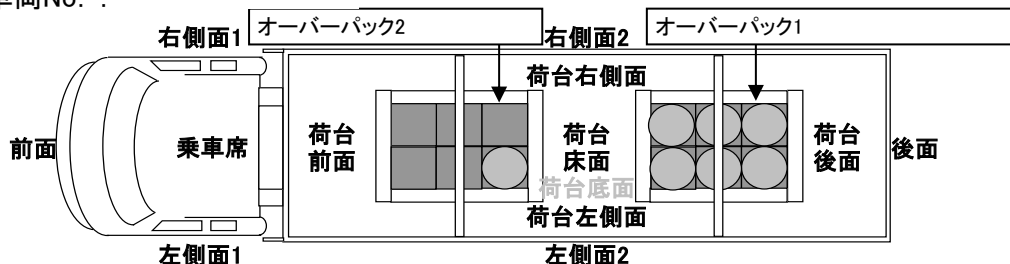 車両No. :
オーバーパック2
オーバーパック1
右側面1
右側面2
荷台右側面
前面
乗車席
荷台
前面
荷台
床面
荷台
後面
後面
荷台底面
荷台左側面
左側面1
左側面2